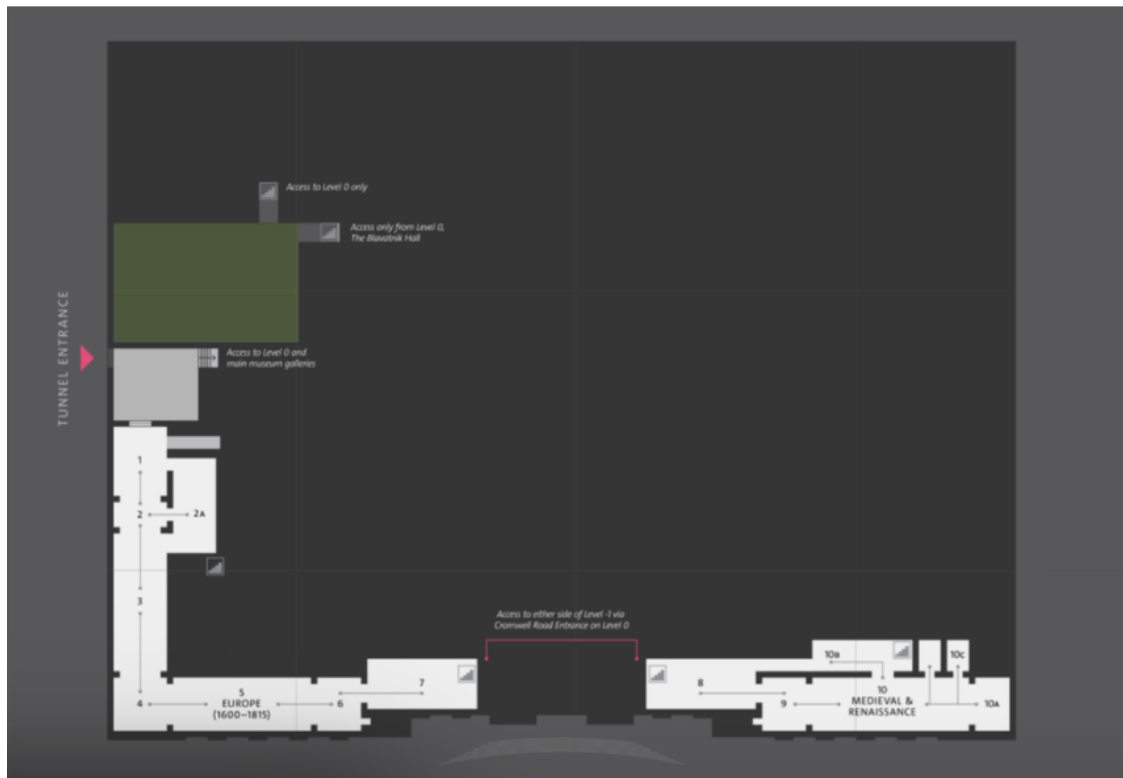 Access to Level 0 only
Access only from Level 0,
The Blavatnik Hall
TUNNEL ENTRANCE
Access to Level 0 and
main museum galleries
1
2
2A
3
4
5
EUROPE
(1600–1815)
6
7
Access to either side of Level -1 via
Cromwell Road Entrance on Level 0
8
9
10B
10C
10
MEDIEVAL &
RENAISSANCE
10A